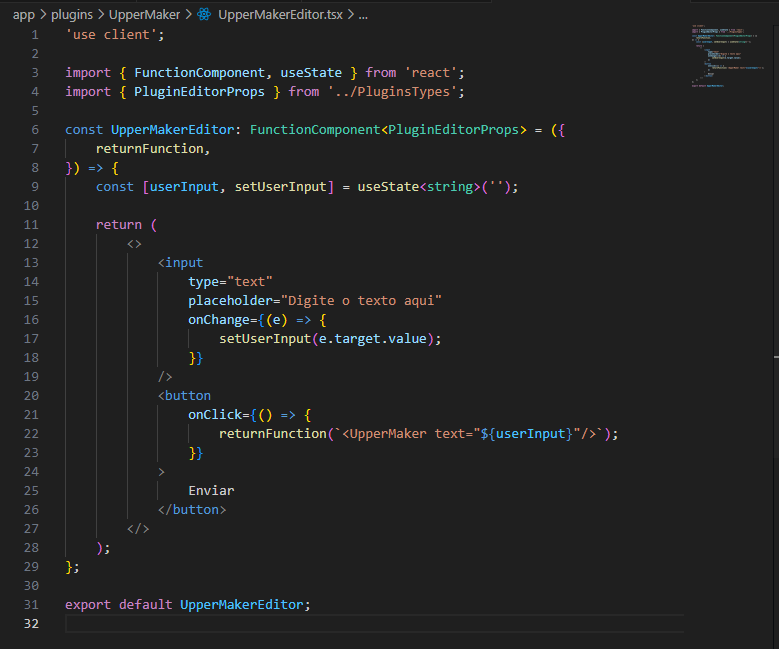 app > plugins > UpperMaker > UpperMakerEditor.tsx > ...
1 'use client';
2
3 import { FunctionComponent, useState } from 'react';
4 import { PluginEditorProps } from '../PluginsTypes';
5
6 const UpperMakerEditor: FunctionComponent<PluginEditorProps> = ({
7     returnFunction,
8 }) => {
9     const [userInput, setUserInput] = useState<string>('');
10
11     return (
12         <>
13             <input
14                 type="text"
15                 placeholder="Digite o texto aqui"
16                 onChange={(e) => {
17                     setUserInput(e.target.value);
18                 }}
19             />
20             <button
21                 onClick={() => {
22                     returnFunction(`<UpperMaker text="${userInput}"/>`);
23                 }}
24             >
25                 Enviar
26             </button>
27         </>
28     );
29 };
30
31 export default UpperMakerEditor;
32